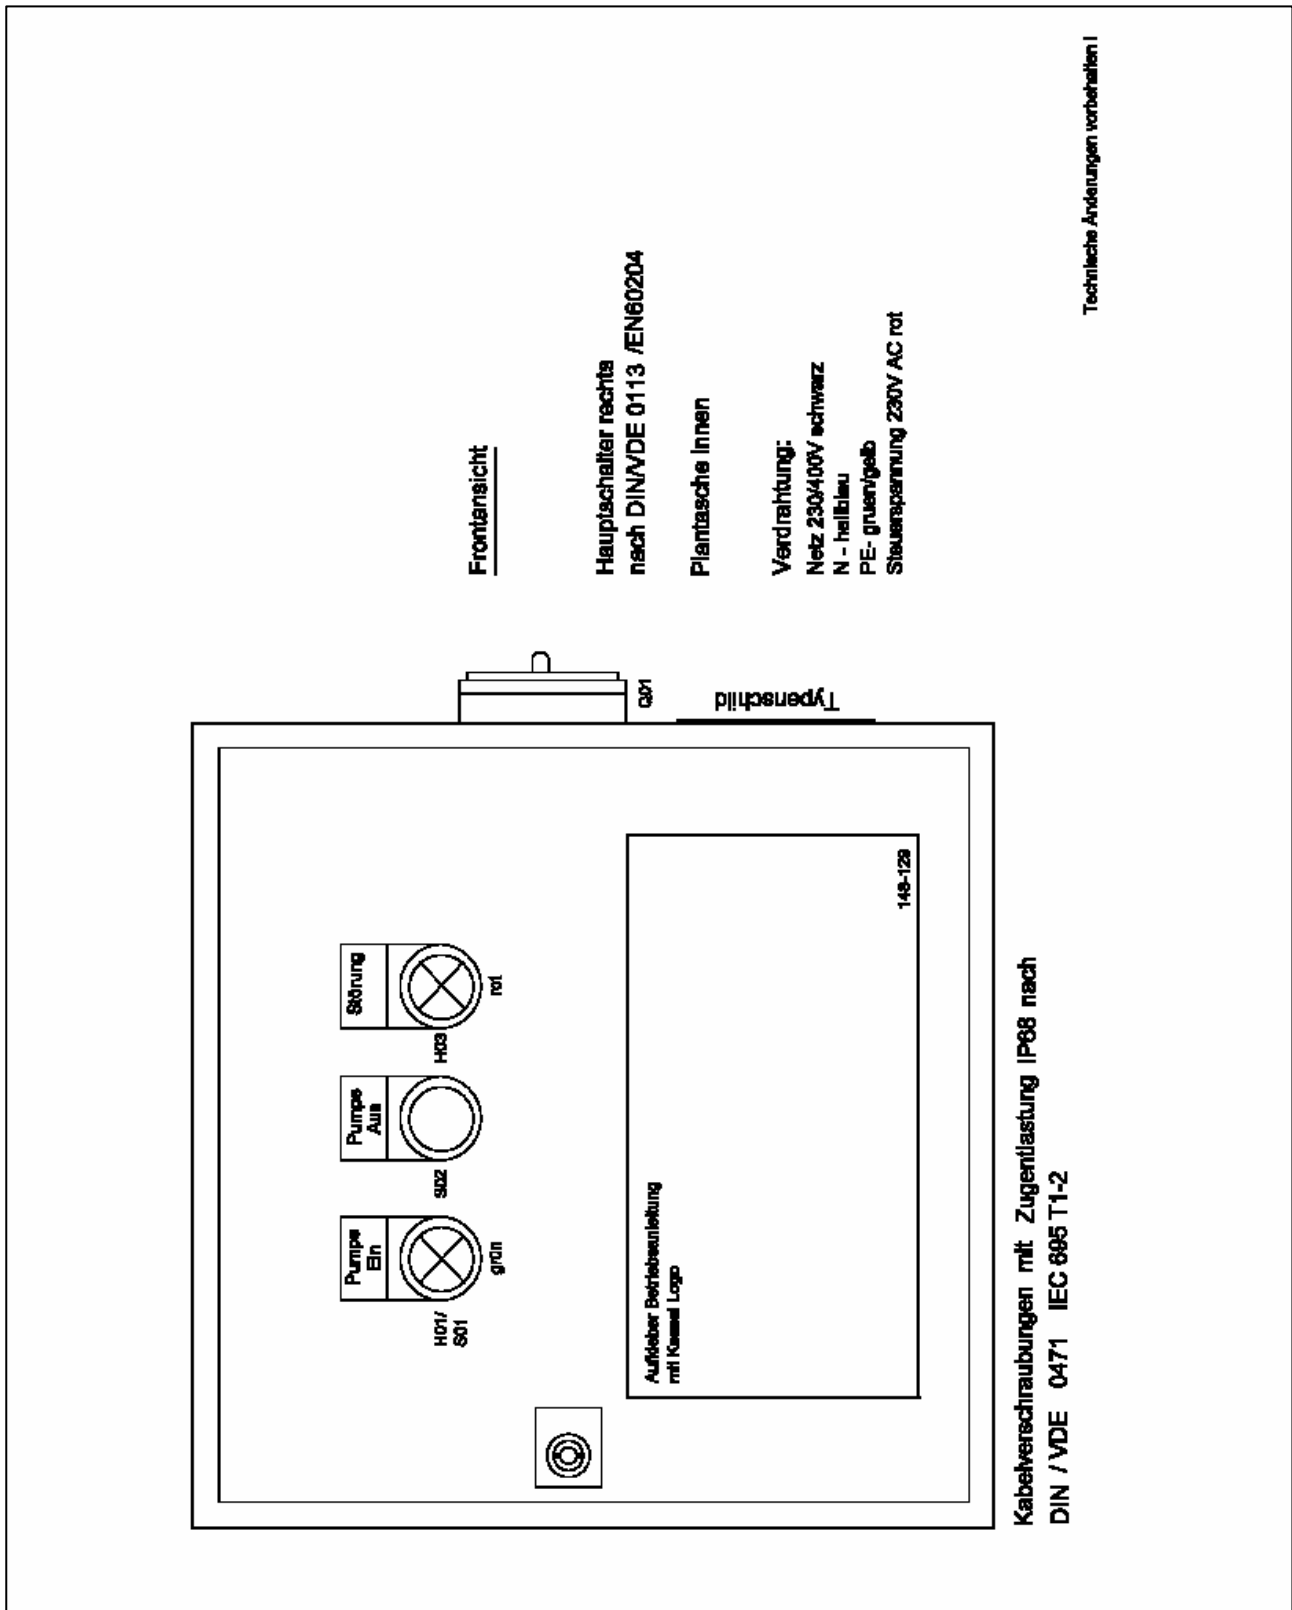 Frontansicht
Hauptschalter rechts
nach DIN/VDE 0113 /EN60204
Plantasche Innen
Verdrahtung:
Netz 230/400V schwarz
N - hellblau
PE- gruen/gelb
Steuerspannung 230V AC rot
Technische Änderungen vorbehalten !
Q01
Typenschild
Pumpe
Ein
H01/
S01
grün
Pumpe
Aus
S02
Störung
H03
rot
Aufkleber Betriebsanleitung
mit Kessel Logo
148-129
Kabelverschraubungen mit Zugentlastung IP68 nach
DIN / VDE 0471 IEC 695 T1-2